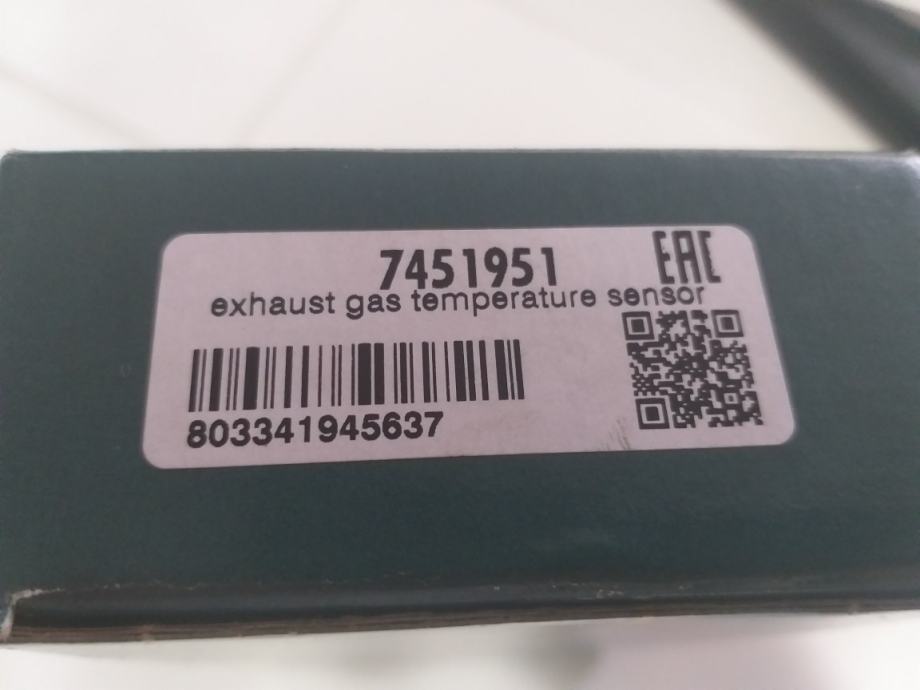 7451951 EAC
exhaust gas temperature sensor
803341945637